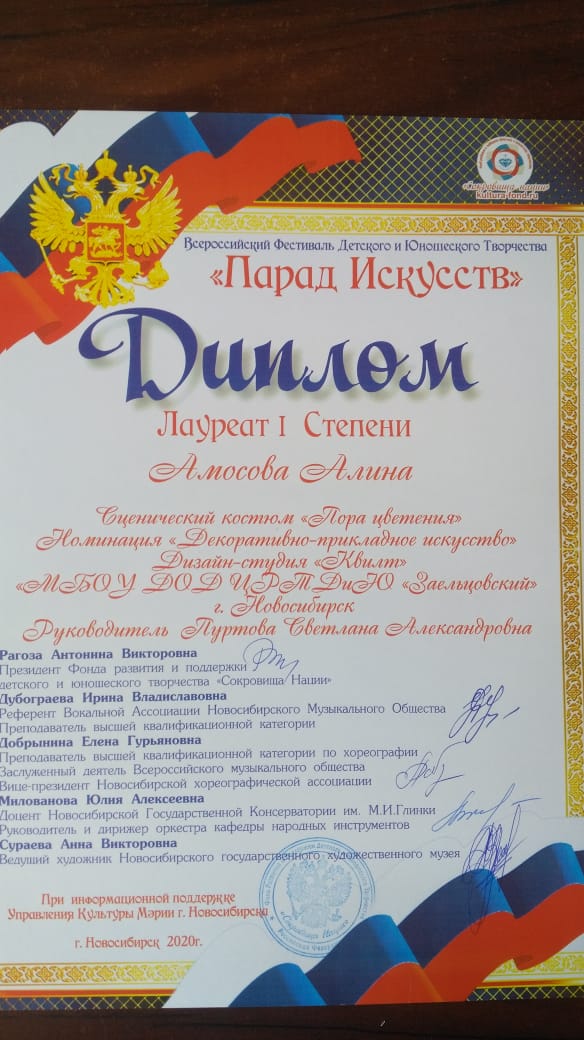 «Сокровища нации»
kultura-fond.ru
Всероссийский Фестиваль Детского и Юношеского Творчества
«Парад Искусств»
Диплом
Лауреат I Степени
Амосова Алина
Сценический костюм «Пора цветения»
Номинация «Декоративно-прикладное искусство»
Дизайн-студия «Квилт»
«МБОУ ДОД ЦРТДиЮ «Заельцовский»
г. Новосибирск
Руководитель Пуртова Светлана Александровна
Рагоза Антонина Викторовна
Президент Фонда развития и поддержки
детского и юношеского творчества «Сокровища Нации»
Дубограева Ирина Владиславовна
Референт Вокальной Ассоциации Новосибирского Музыкального Общества
Преподаватель высшей квалификационной категории
Добрынина Елена Гурьяновна
Преподаватель высшей квалификационной категории по хореографии
Заслуженный деятель Всероссийского музыкального общества
Вице-президент Новосибирской хореографической ассоциации
Милованова Юлия Алексеевна
Доцент Новосибирской Государственной Консерватории им. М.И.Глинки
Руководитель и дирижер оркестра кафедры народных инструментов
Сураева Анна Викторовна
Ведущий художник Новосибирского государственного художественного музея
При информационной поддержке
Управления Культуры Мэрии г. Новосибирска
г. Новосибирск 2020г.
«Сокровища Нации»